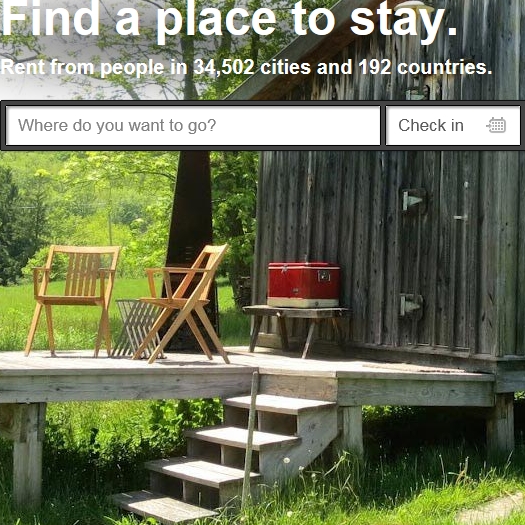 Find a place to stay.
Rent from people in 34,502 cities and 192 countries.
Where do you want to go? Check in